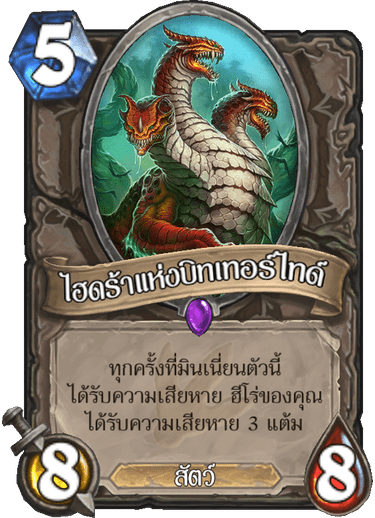 5
ไฮดร้าแห่งบิทเทอร์ไทด์
ทุกครั้งที่มินเนี่ยนตัวนี้
ได้รับความเสียหาย ฮีโร่ของคุณ
ได้รับความเสียหาย 3 แต้ม
8
สัตว์
8